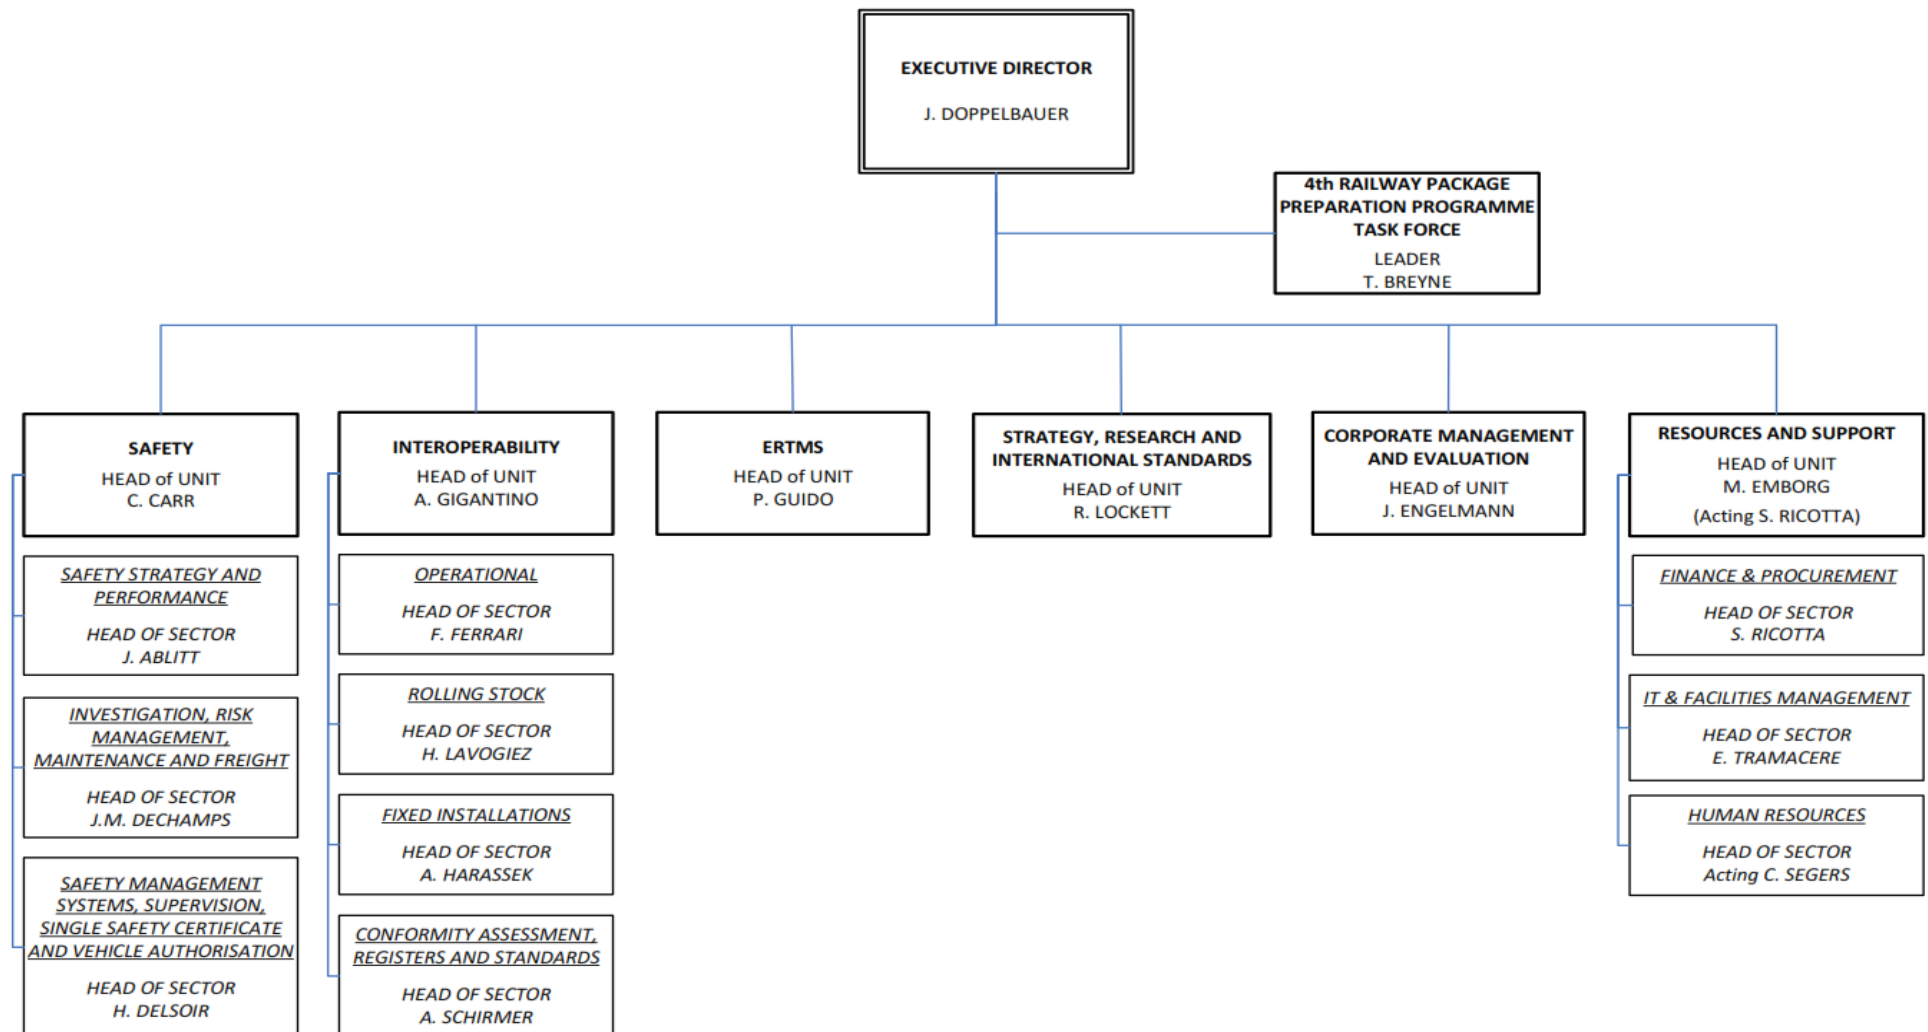 EXECUTIVE DIRECTOR
J. DOPPELBAUER
4th RAILWAY PACKAGE
PREPARATION PROGRAMME
TASK FORCE
LEADER
T. BREYNE
SAFETY
HEAD of UNIT
C. CARR
SAFETY STRATEGY AND
PERFORMANCE
HEAD OF SECTOR
J. ABLITT
INVESTIGATION, RISK
MANAGEMENT,
MAINTENANCE AND FREIGHT
HEAD OF SECTOR
J.M. DECHAMPS
SAFETY MANAGEMENT
SYSTEMS, SUPERVISION,
SINGLE SAFETY CERTIFICATE
AND VEHICLE AUTHORISATION
HEAD OF SECTOR
H. DELSOIR
INTEROPERABILITY
HEAD of UNIT
A. GIGANTINO
OPERATIONAL
HEAD OF SECTOR
F. FERRARI
ROLLING STOCK
HEAD OF SECTOR
H. LAVOGIEZ
FIXED INSTALLATIONS
HEAD OF SECTOR
A. HARASSEK
CONFORMITY ASSESSMENT,
REGISTERS AND STANDARDS
HEAD OF SECTOR
A. SCHIRMER
ERTMS
HEAD of UNIT
P. GUIDO
STRATEGY, RESEARCH AND
INTERNATIONAL STANDARDS
HEAD of UNIT
R. LOCKETT
CORPORATE MANAGEMENT
AND EVALUATION
HEAD of UNIT
J. ENGELMANN
RESOURCES AND SUPPORT
HEAD of UNIT
M. EMBORG
(Acting S. RICOTTA)
FINANCE & PROCUREMENT
HEAD OF SECTOR
S. RICOTTA
IT & FACILITIES MANAGEMENT
HEAD OF SECTOR
E. TRAMACERE
HUMAN RESOURCES
HEAD OF SECTOR
Acting C. SEGERS